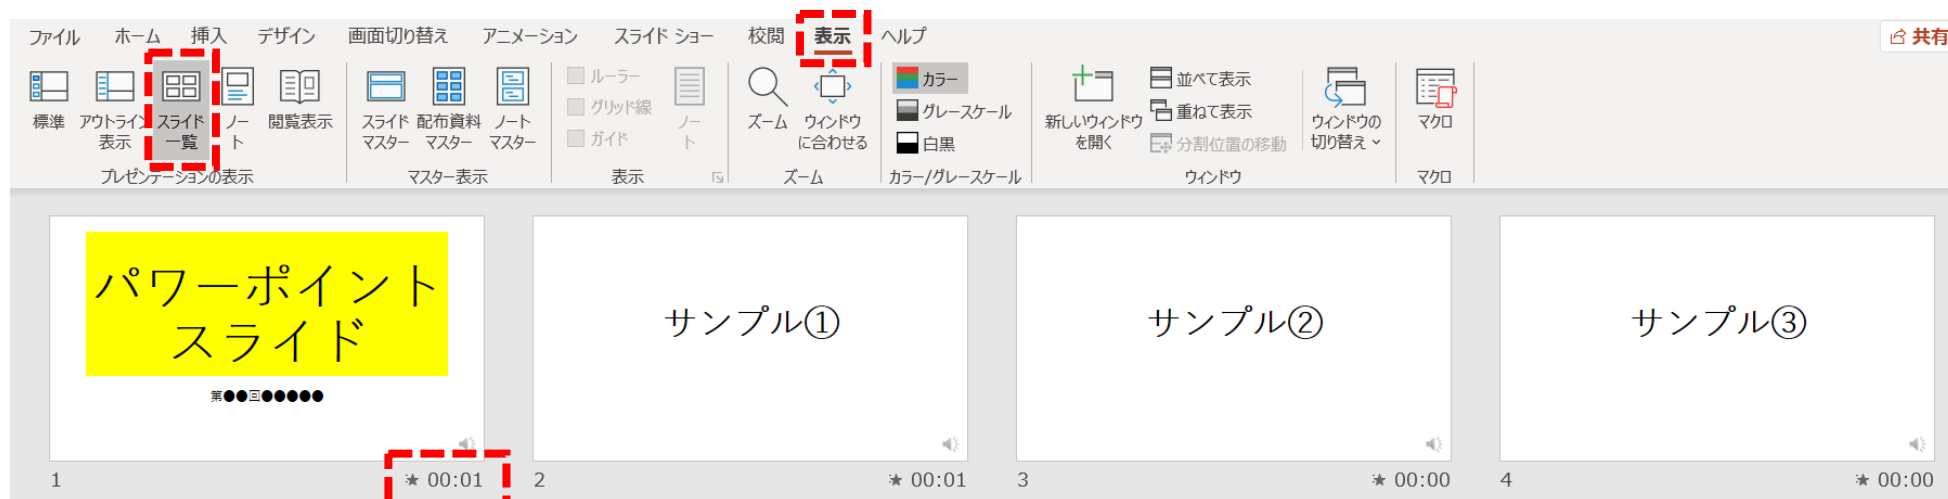 ファイル ホーム 挿入 デザイン 画面切り替え アニメーション スライド ショー 校閲 表示 ヘルプ 共有
標準 アウトライン表示 スライド一覧 ノート 閲覧表示
プレゼンテーションの表示
スライドマスター 配布資料マスター ノートマスター
マスター表示
ルーラー
グリッド線
ガイド
ノート
表示
ズーム ウィンドウに合わせる
ズーム
カラー
グレースケール
白黒
カラー/グレースケール
新しいウィンドウを開く
並べて表示
重ねて表示
分割位置の移動
ウィンドウの切り替え
ウィンドウ
マクロ
マクロ
パワーポイント
スライド
第●●回●●●●●
1 00:01
サンプル①
2 00:01
サンプル②
3 00:00
サンプル③
4 00:00